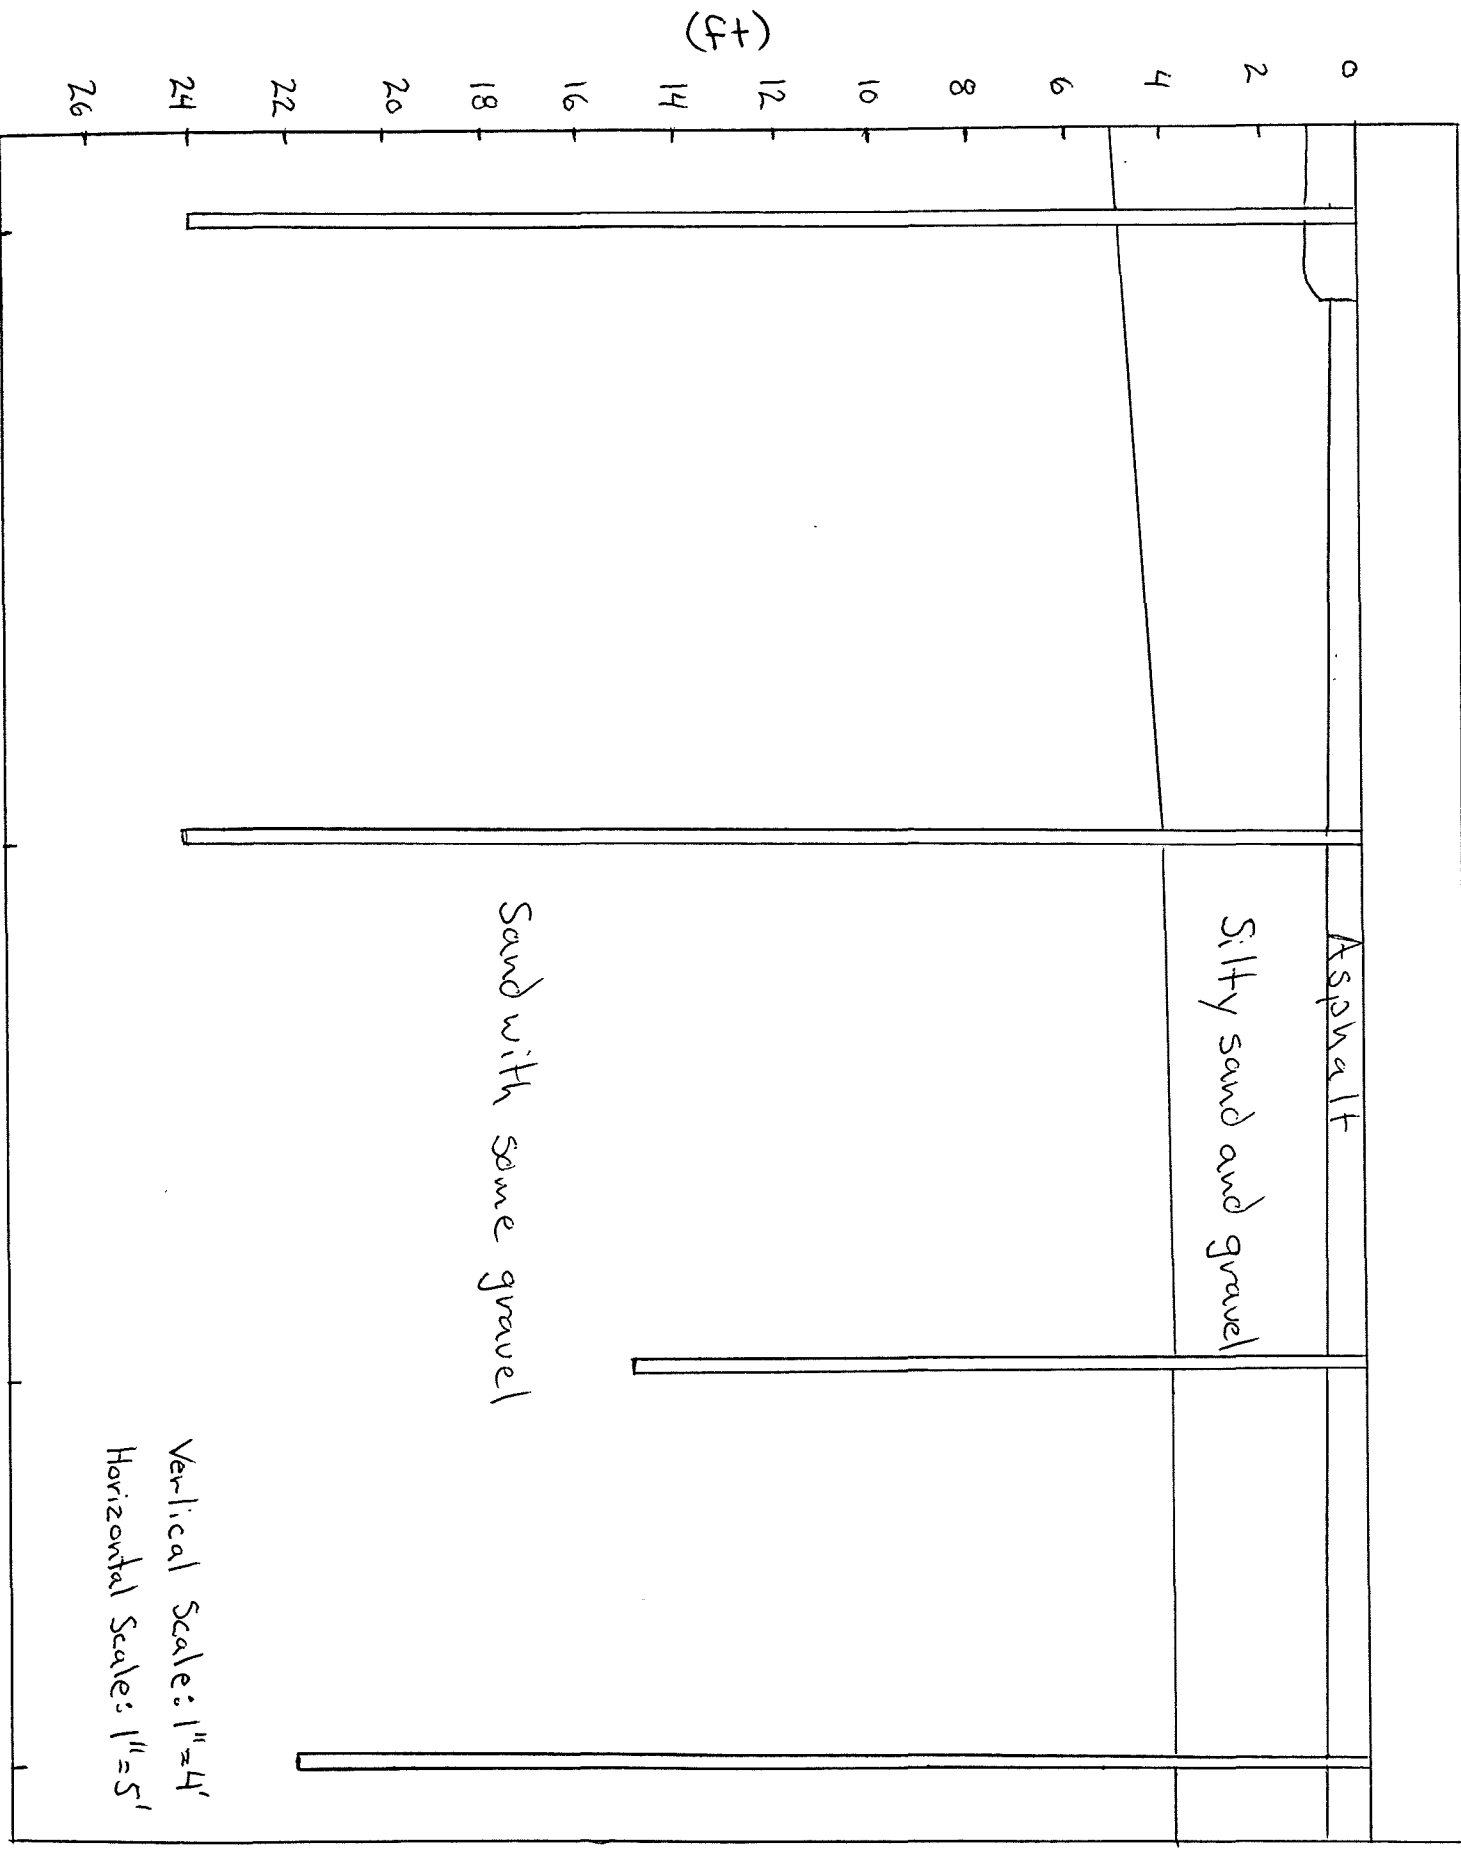 (ft)
0
2
4
6
8
10
12
14
16
18
20
22
24
26
Asphalt
Silty sand and gravel
Sand with some gravel
Vertical Scale: 1"=4'
Horizontal Scale: 1"=5'